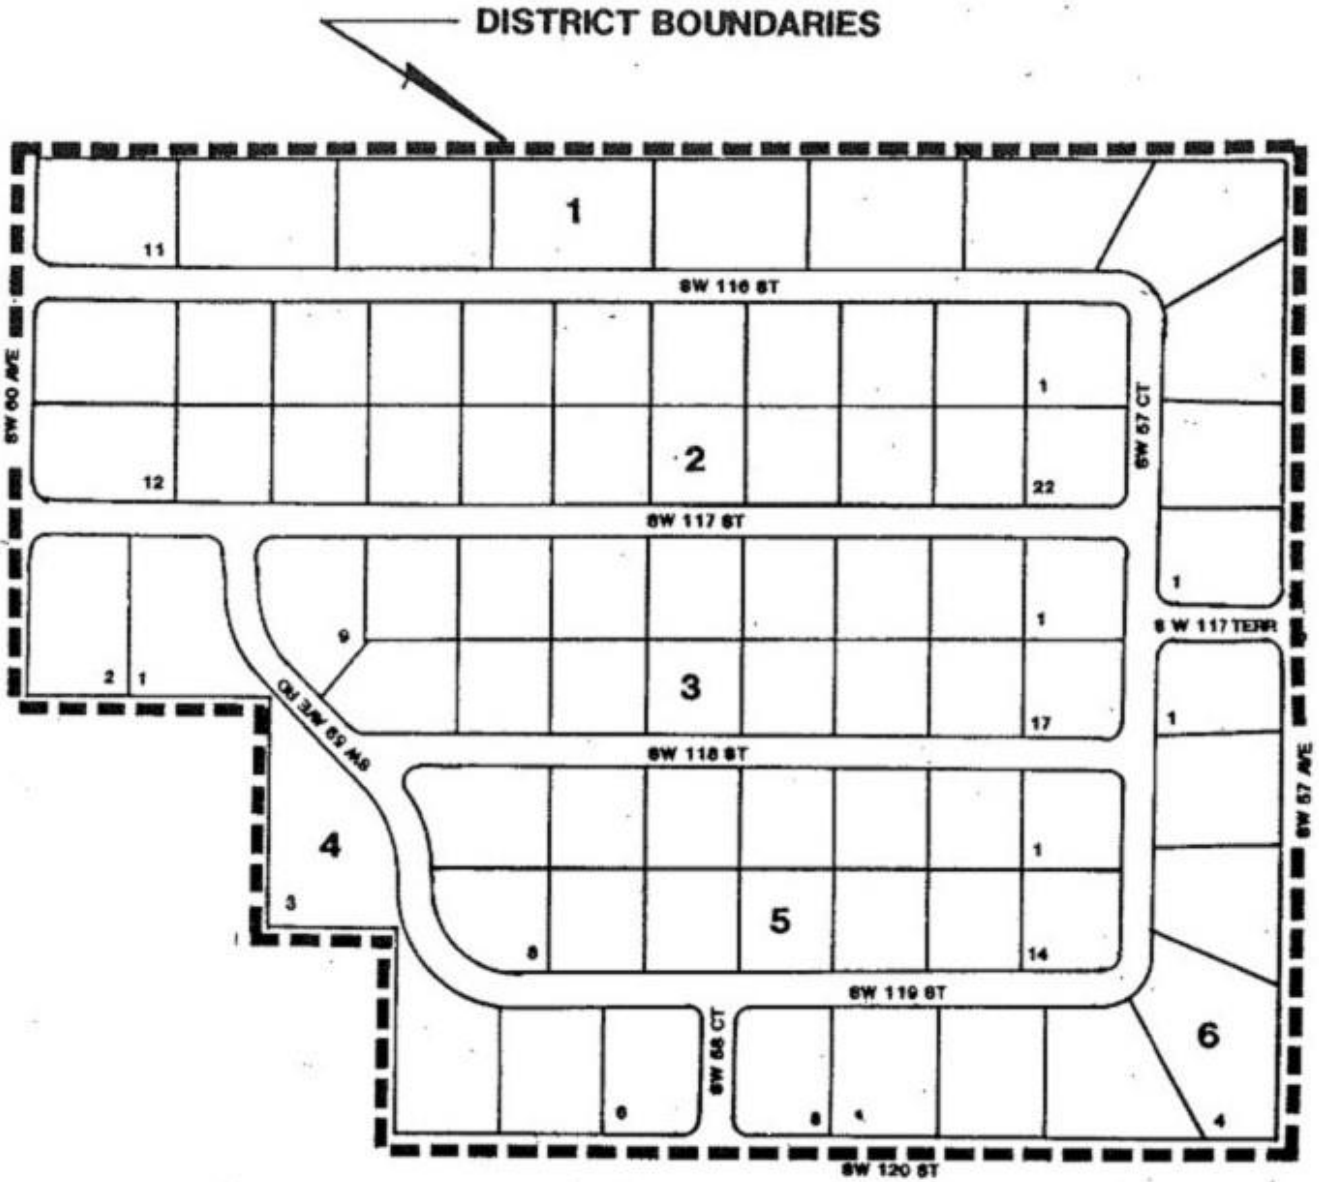 DISTRICT BOUNDARIES
1
11
SW 116 ST
SW 60 AVE
1
SW 57 CT
2
12
22
SW 117 ST
1
9
1
S W 117 TERR
2
1
3
SW 59 AVE RD
17
1
SW 118 ST
SW 57 AVE
4
1
3
5
8
14
SW 119 ST
SW 58 CT
6
6
8
4
SW 120 ST